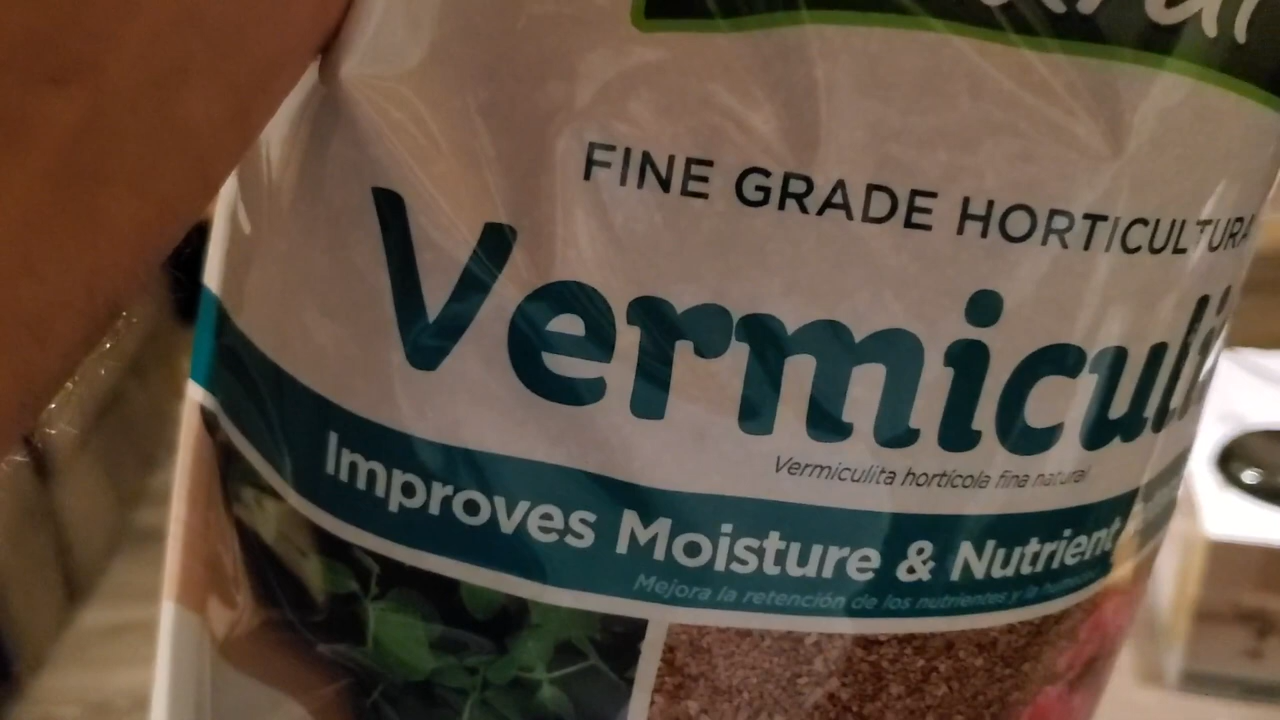 FINE GRADE HORTICULTURA
Vermiculi
Vermiculita hortícola fina natural
Improves Moisture & Nutrient
Mejora la retención de los nutrientes y la